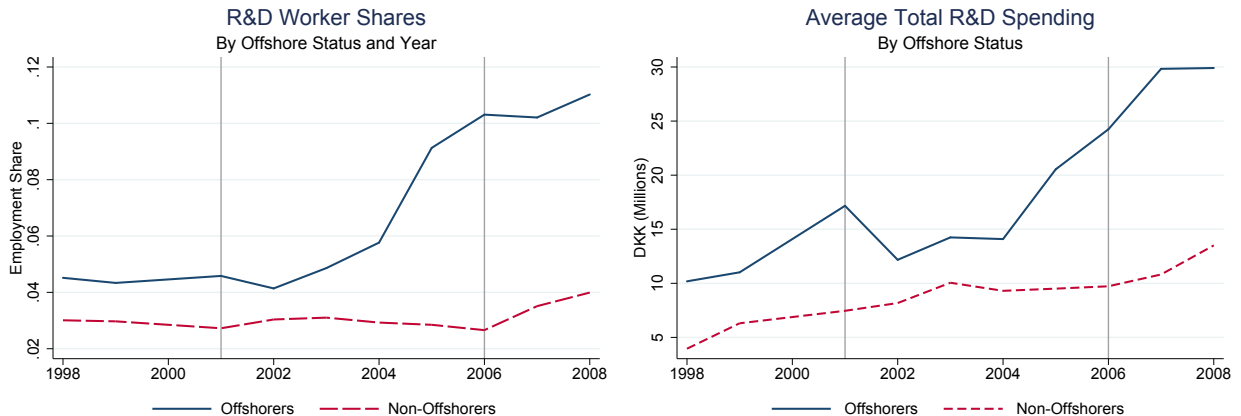 R&D Worker Shares
By Offshore Status and Year
Employment Share
.12
.1
.08
.06
.04
.02
1998 2000 2002 2004 2006 2008
Offshorers Non-Offshorers
Average Total R&D Spending
By Offshore Status
DKK (Millions)
30
25
20
15
10
5
1998 2000 2002 2004 2006 2008
Offshorers Non-Offshorers